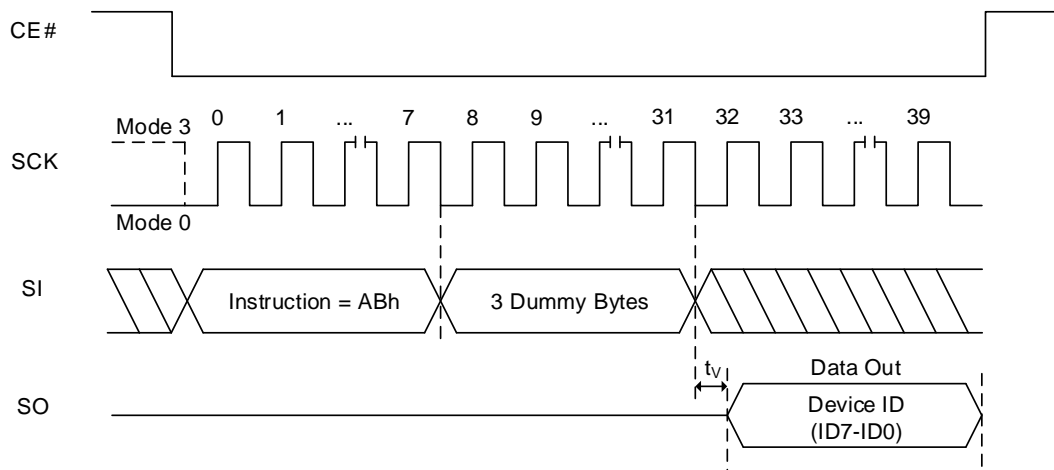 CE#
0 1 ... 7 8 9 ... 31 32 33 ... 39
Mode 3
SCK
Mode 0
SI
Instruction = ABh
3 Dummy Bytes
tV
Data Out
SO
Device ID
(ID7-ID0)